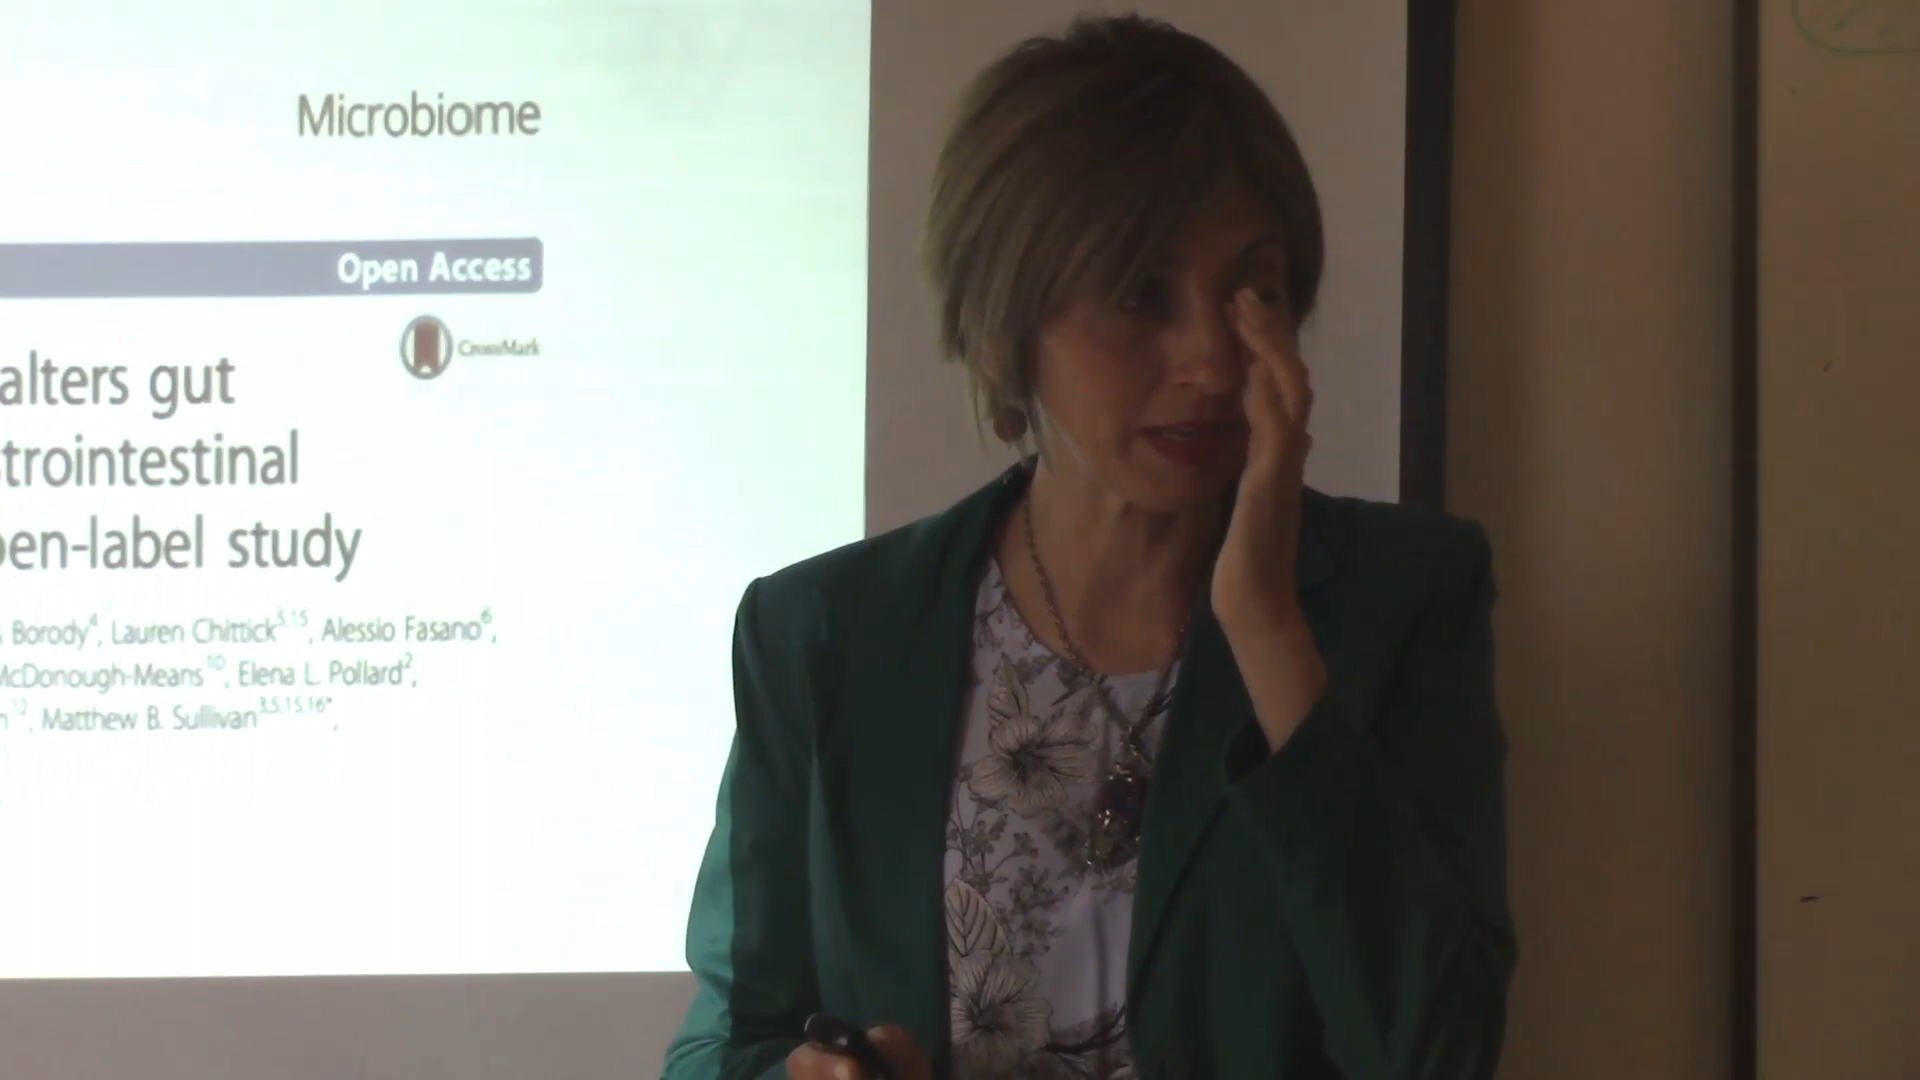 Microbiome
Open Access
CrossMark
alters gut
trointestinal
pen-label study
s Borody4, Lauren Chittick5,15, Alessio Fasano6,
McDonough-Means10, Elena L. Pollard2,
n12, Matthew B. Sullivan3,5,15,16*,